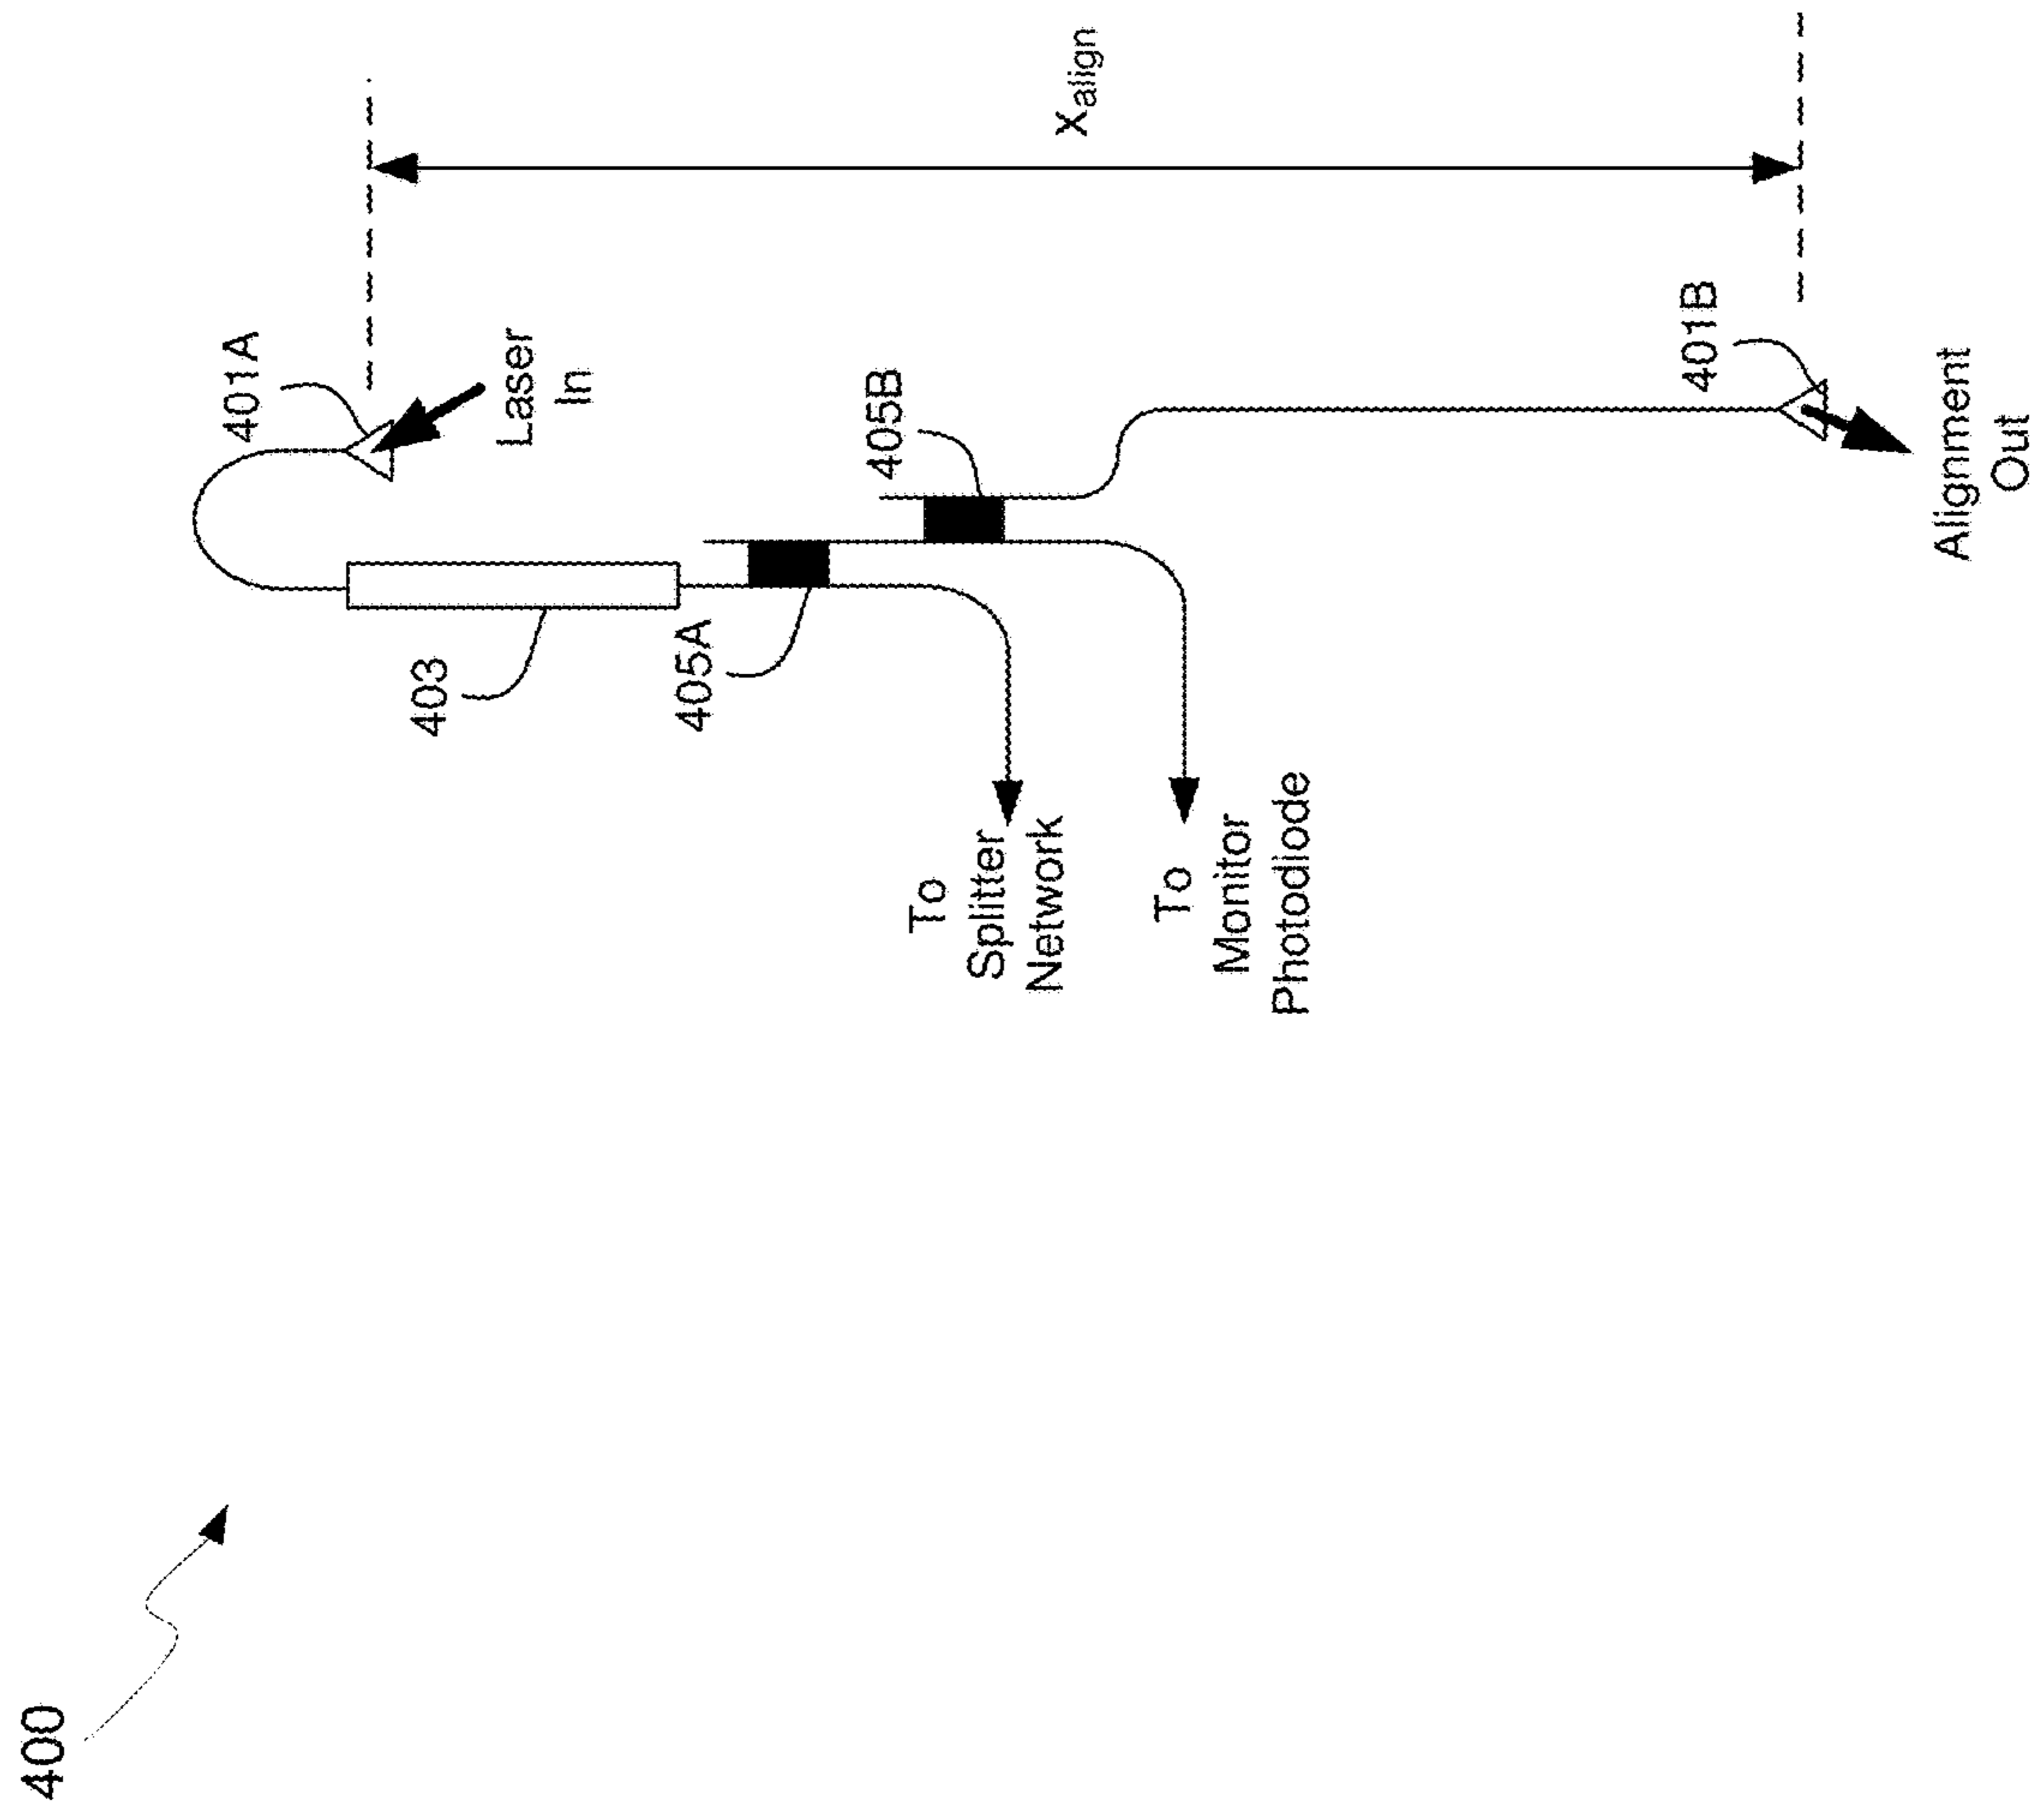 400
401A
Laser
In
403
405A
405B
To
Splitter
Network
To
Monitor
Photodiode
401B
Alignment
Out
xalign